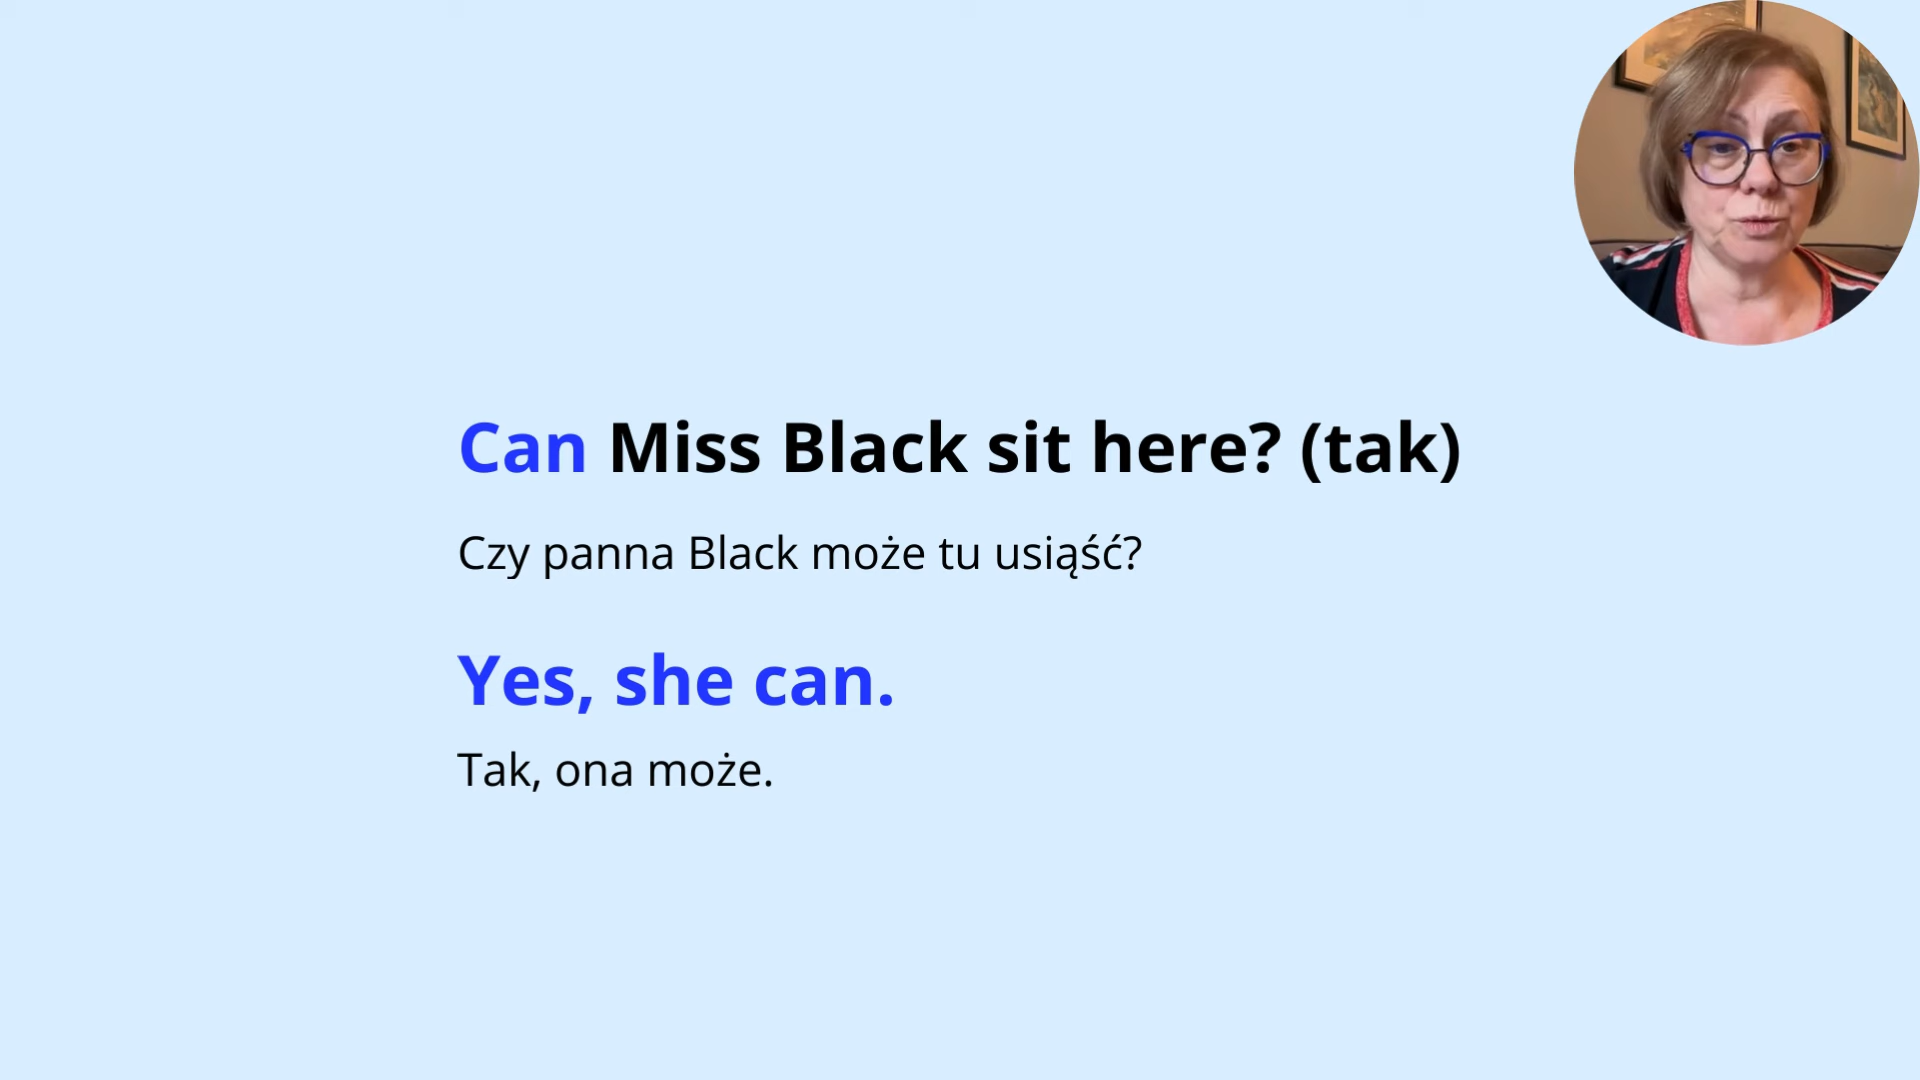 Can Miss Black sit here? (tak)
Czy panna Black może tu usiąść?
Yes, she can.
Tak, ona może.